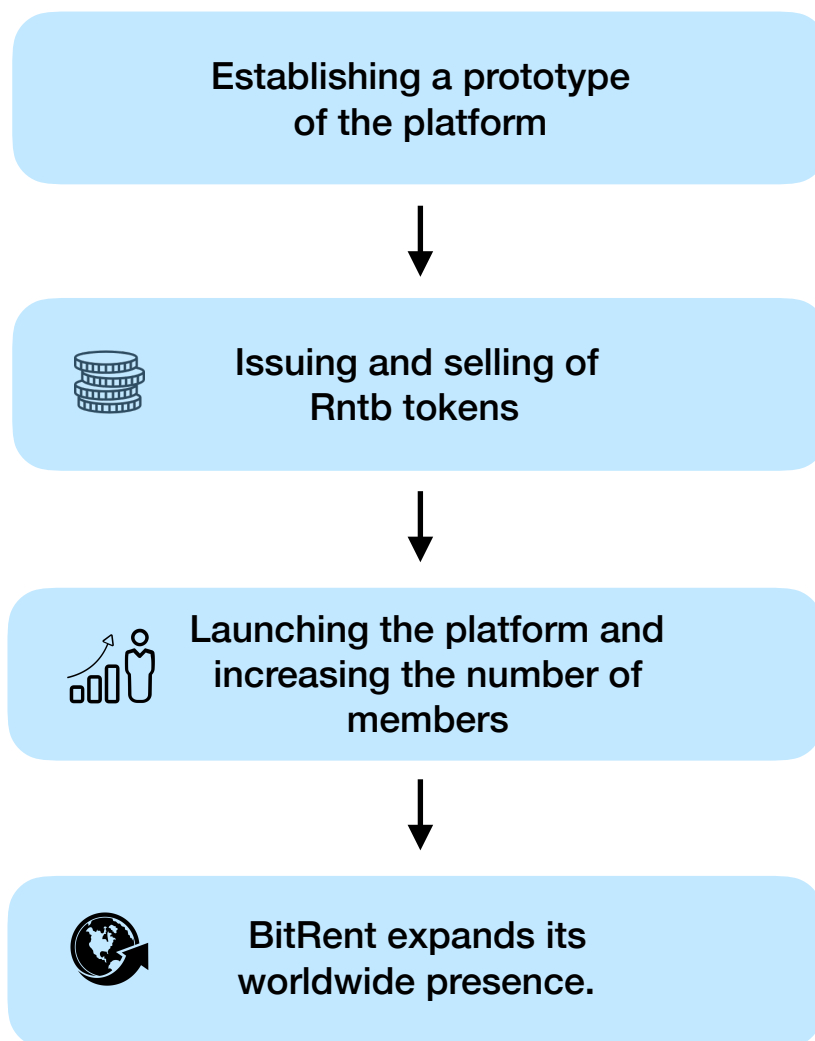 Establishing a prototype
of the platform
Issuing and selling of
Rntb tokens
Launching the platform and
increasing the number of
members
BitRent expands its
worldwide presence.